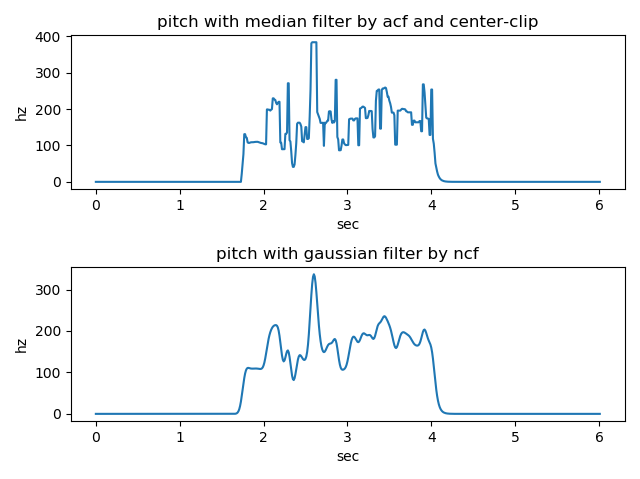 pitch with median filter by acf and center-clip
400
300
200
100
0
hz
0 1 2 3 4 5 6
sec
pitch with gaussian filter by ncf
300
200
100
0
hz
0 1 2 3 4 5 6
sec